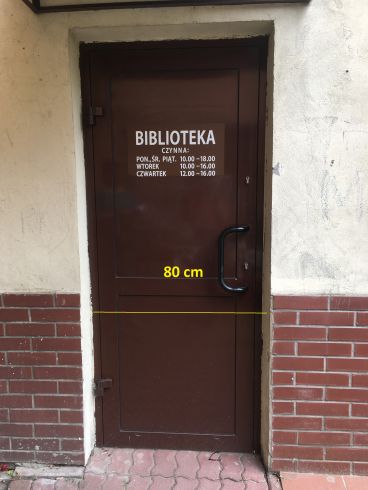 BIBLIOTEKA
CZYNNA:
PON.,ŚR. PIĄT. 10.00 -18.00
WTOREK 10.00 -16.00
CZWARTEK 12.00 -16.00
80 cm